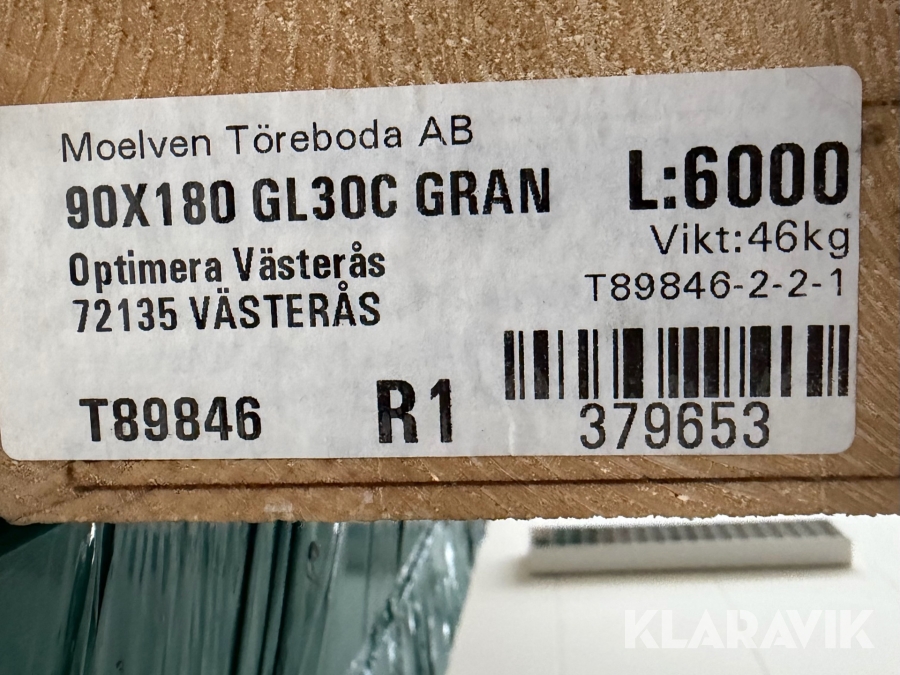 Moelven Töreboda AB
90X180 GL30C GRAN
L:6000
Optimera Västerås
Vikt:46kg
72135 VÄSTERÅS
T89846-2-2-1
T89846
R1
379653
KLARAVIK